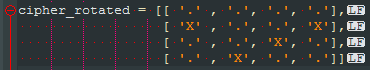 cipher_rotated = [[ '.' , '.', '.', '.'],LF
[ 'X' , '.', '.', 'X'],LF
[ '.' , '.', 'X', '.'],LF
[ '.' , 'X', '.', '.']]LF